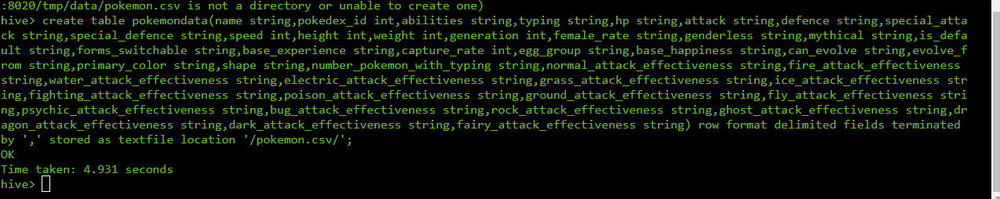 :8020/tmp/data/pokemon.csv is not a directory or unable to create one)
hive> create table pokemondata(name string,pokedex_id int,abilities string,typing string,hp string,attack string,defence string,special_atta
ck string,special_defence string,speed int,height int,weight int,generation int,female_rate string,genderless string,mythical string,is_defa
ult string,forms_switchable string,base_experience string,capture_rate int,egg_group string,base_happiness string,can_evolve string,evolve_f
rom string,primary_color string,shape string,number_pokemon_with_typing string,normal_attack_effectiveness string,fire_attack_effectiveness
string,water_attack_effectiveness string,electric_attack_effectiveness string,grass_attack_effectiveness string,ice_attack_effectiveness str
ing,fighting_attack_effectiveness string,poison_attack_effectiveness string,ground_attack_effectiveness string,fly_attack_effectiveness stri
ng,psychic_attack_effectiveness string,bug_attack_effectiveness string,rock_attack_effectiveness string,ghost_attack_effectiveness string,dr
agon_attack_effectiveness string,dark_attack_effectiveness string,fairy_attack_effectiveness string) row format delimited fields terminated
by ',' stored as textfile location '/pokemon.csv/';
OK
Time taken: 4.931 seconds
hive>